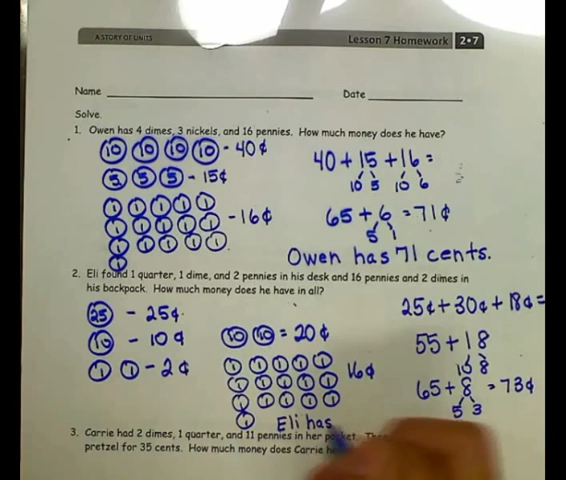 A STORY OF UNITS Lesson 7 Homework 2•7
Name Date
Solve.
1. Owen has 4 dimes, 3 nickels, and 16 pennies. How much money does he have?
10 10 10 10 - 40¢
5 5 5 - 15¢
1 1 1 1 1
1 1 1 1 1 - 16¢
1 1 1 1 1
1
40 + 15 + 16 =
10 5 10 6
65 + 6 = 71¢
5 1
Owen has 71 cents.
2. Eli found 1 quarter, 1 dime, and 2 pennies in his desk and 16 pennies and 2 dimes in
his backpack. How much money does he have in all?
25 - 25¢
10 - 10¢
1 1 - 2¢
10 10 = 20¢
1 1 1 1 1
1 1 1 1 1 16¢
1 1 1 1 1
1
25¢ + 30¢ + 18¢ =
55 + 18
10 8
65 + 8 = 73¢
5 3
Eli has
3. Carrie had 2 dimes, 1 quarter, and 11 pennies in her pocket.
pretzel for 35 cents. How much money does Carrie